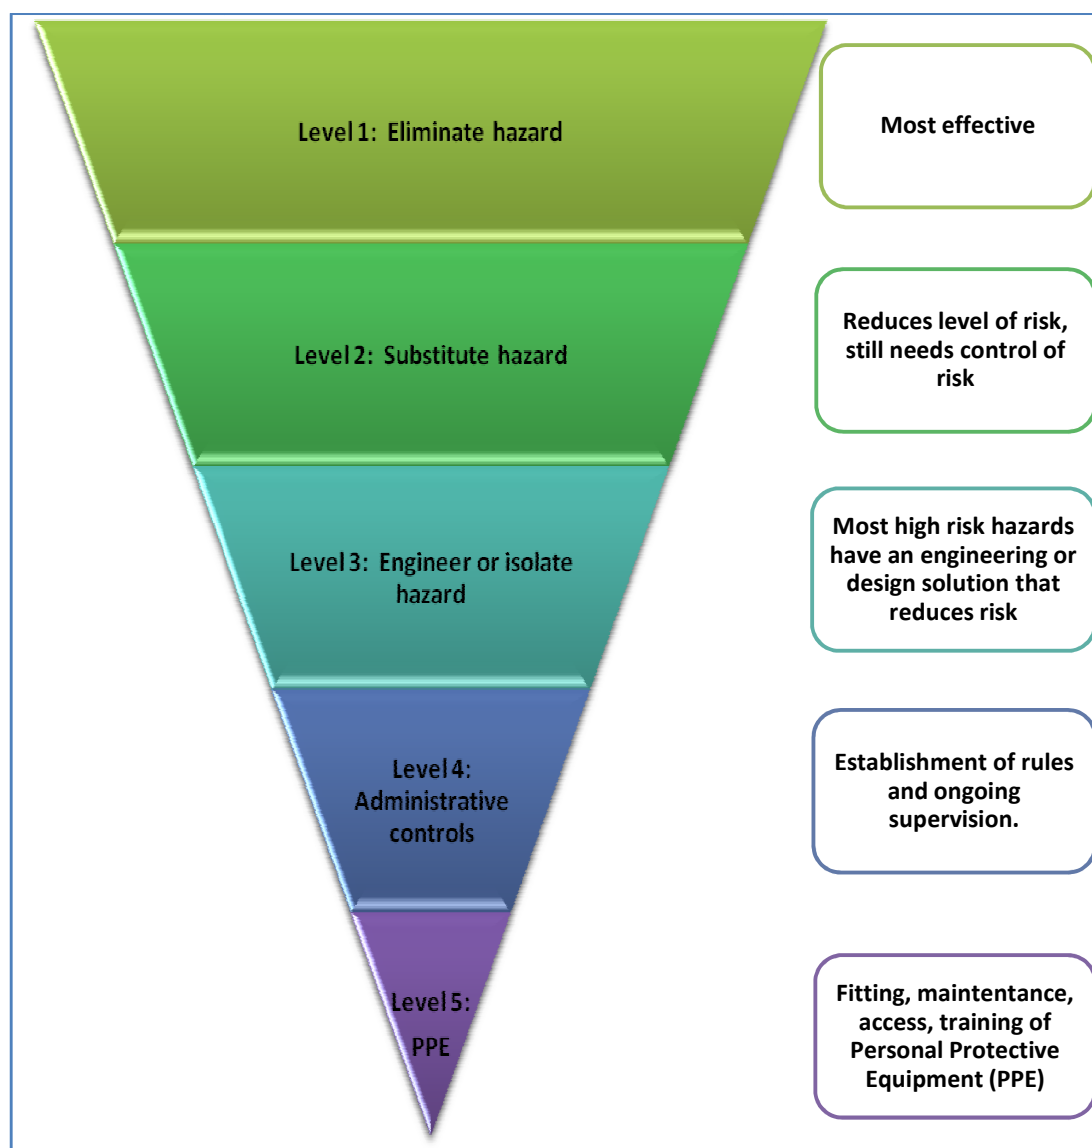 Level 1: Eliminate hazard
Most effective
Level 2: Substitute hazard
Reduces level of risk,
still needs control of
risk
Level 3: Engineer or isolate
hazard
Most high risk hazards
have an engineering or
design solution that
reduces risk
Level 4:
Administrative
controls
Establishment of rules
and ongoing
supervision.
Level 5:
PPE
Fitting, maintentance,
access, training of
Personal Protective
Equipment (PPE)